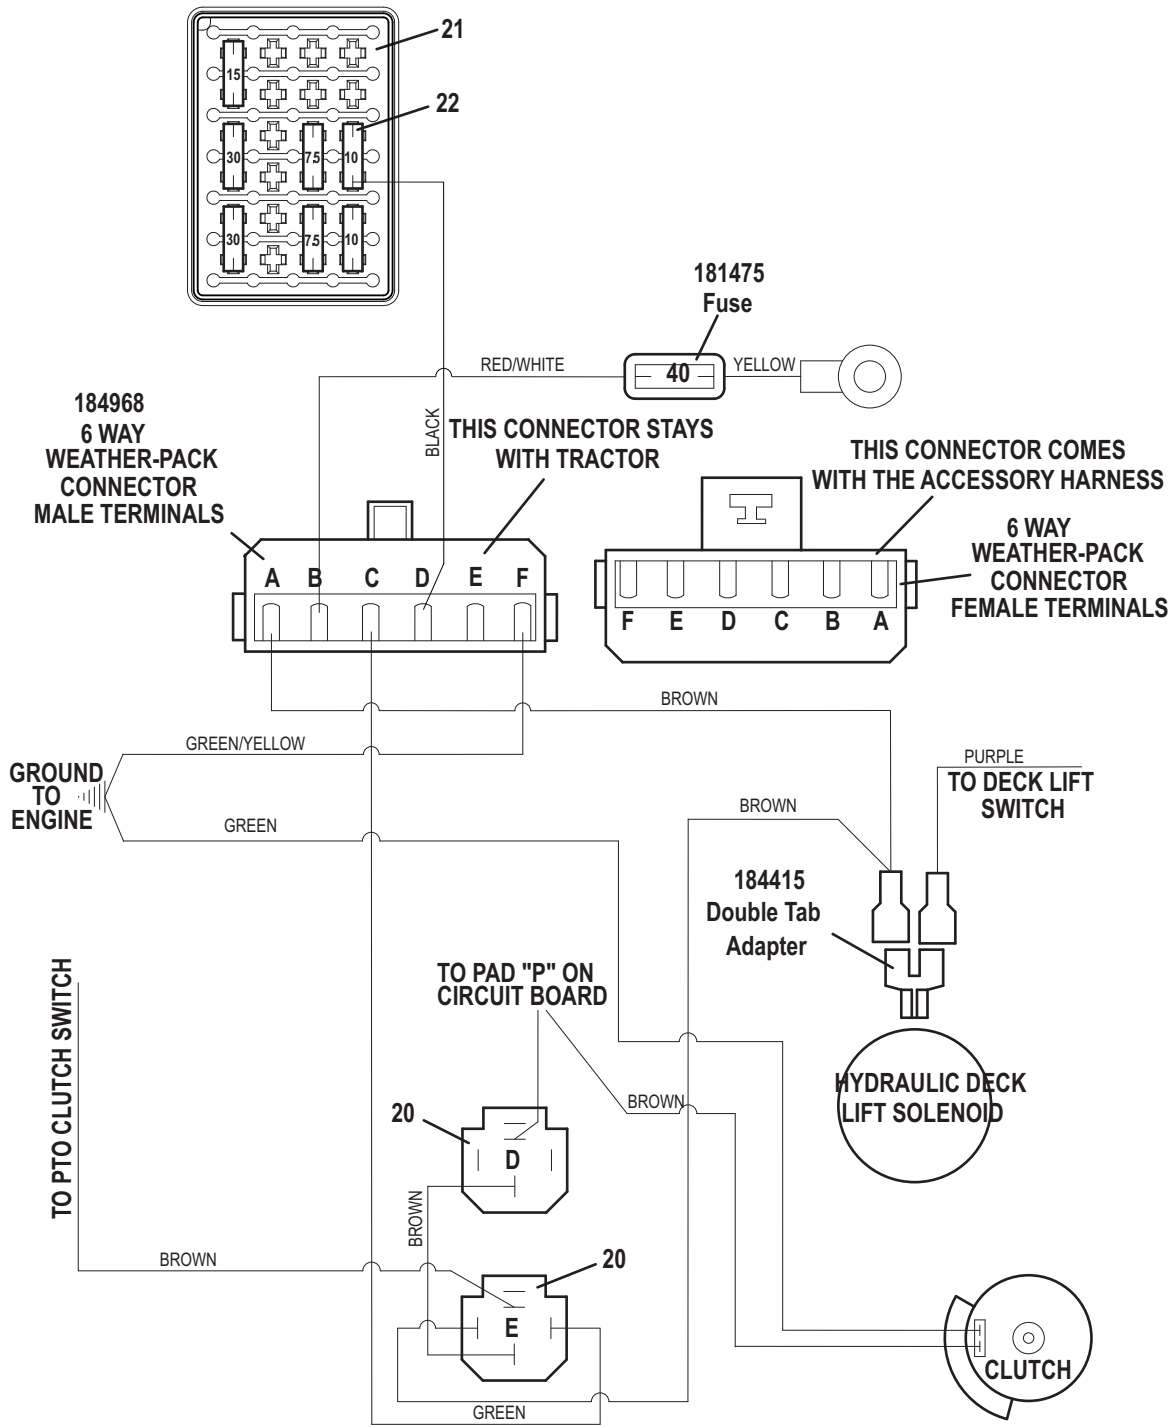 21
15
22
30
7.5
10
30
7.5
10
181475
Fuse
RED/WHITE
40
YELLOW
184968
6 WAY
WEATHER-PACK
CONNECTOR
MALE TERMINALS
BLACK
THIS CONNECTOR STAYS
WITH TRACTOR
THIS CONNECTOR COMES
WITH THE ACCESSORY HARNESS
6 WAY
WEATHER-PACK
CONNECTOR
FEMALE TERMINALS
A B C D E F
F E D C B A
BROWN
GREEN/YELLOW
GROUND
TO
ENGINE
GREEN
PURPLE
TO DECK LIFT
SWITCH
BROWN
184415
Double Tab
Adapter
TO PAD "P" ON
CIRCUIT BOARD
TO PTO CLUTCH SWITCH
HYDRAULIC DECK
LIFT SOLENOID
BROWN
20
D
BROWN
BROWN
20
E
GREEN
CLUTCH